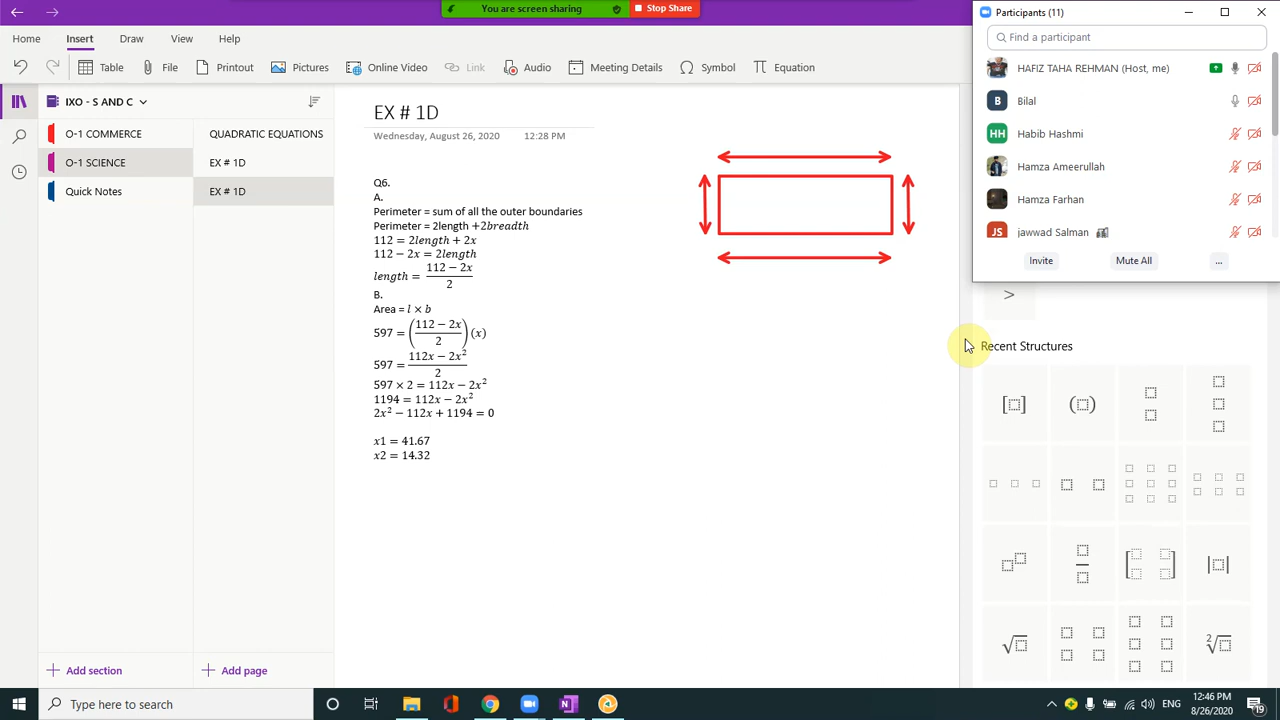 You are screen sharing
Stop Share
Participants (11)
Find a participant
HAFIZ TAHA REHMAN (Host, me)
B Bilal
HH Habib Hashmi
Hamza Ameerullah
Hamza Farhan
JS jawwad Salman
Invite Mute All ...
Home Insert Draw View Help
Table File Printout Pictures Online Video Link Audio Meeting Details Symbol Equation
IXO - S AND C
O-1 COMMERCE
O-1 SCIENCE
Quick Notes
QUADRATIC EQUATIONS
EX # 1D
EX # 1D
EX # 1D
Wednesday, August 26, 2020 12:28 PM
Q6.
A.
Perimeter = sum of all the outer boundaries
Perimeter = 2length +2breadth
112 = 2length + 2x
112 − 2x = 2length
length = (112 − 2x)/2
B.
Area = l × b
597 = ((112 − 2x)/2)(x)
597 = (112x − 2x²)/2
597 × 2 = 112x − 2x²
1194 = 112x − 2x²
2x² − 112x + 1194 = 0
x1 = 41.67
x2 = 14.32
>
Recent Structures
Add section
Add page
Type here to search
ENG
12:46 PM
8/26/2020
19